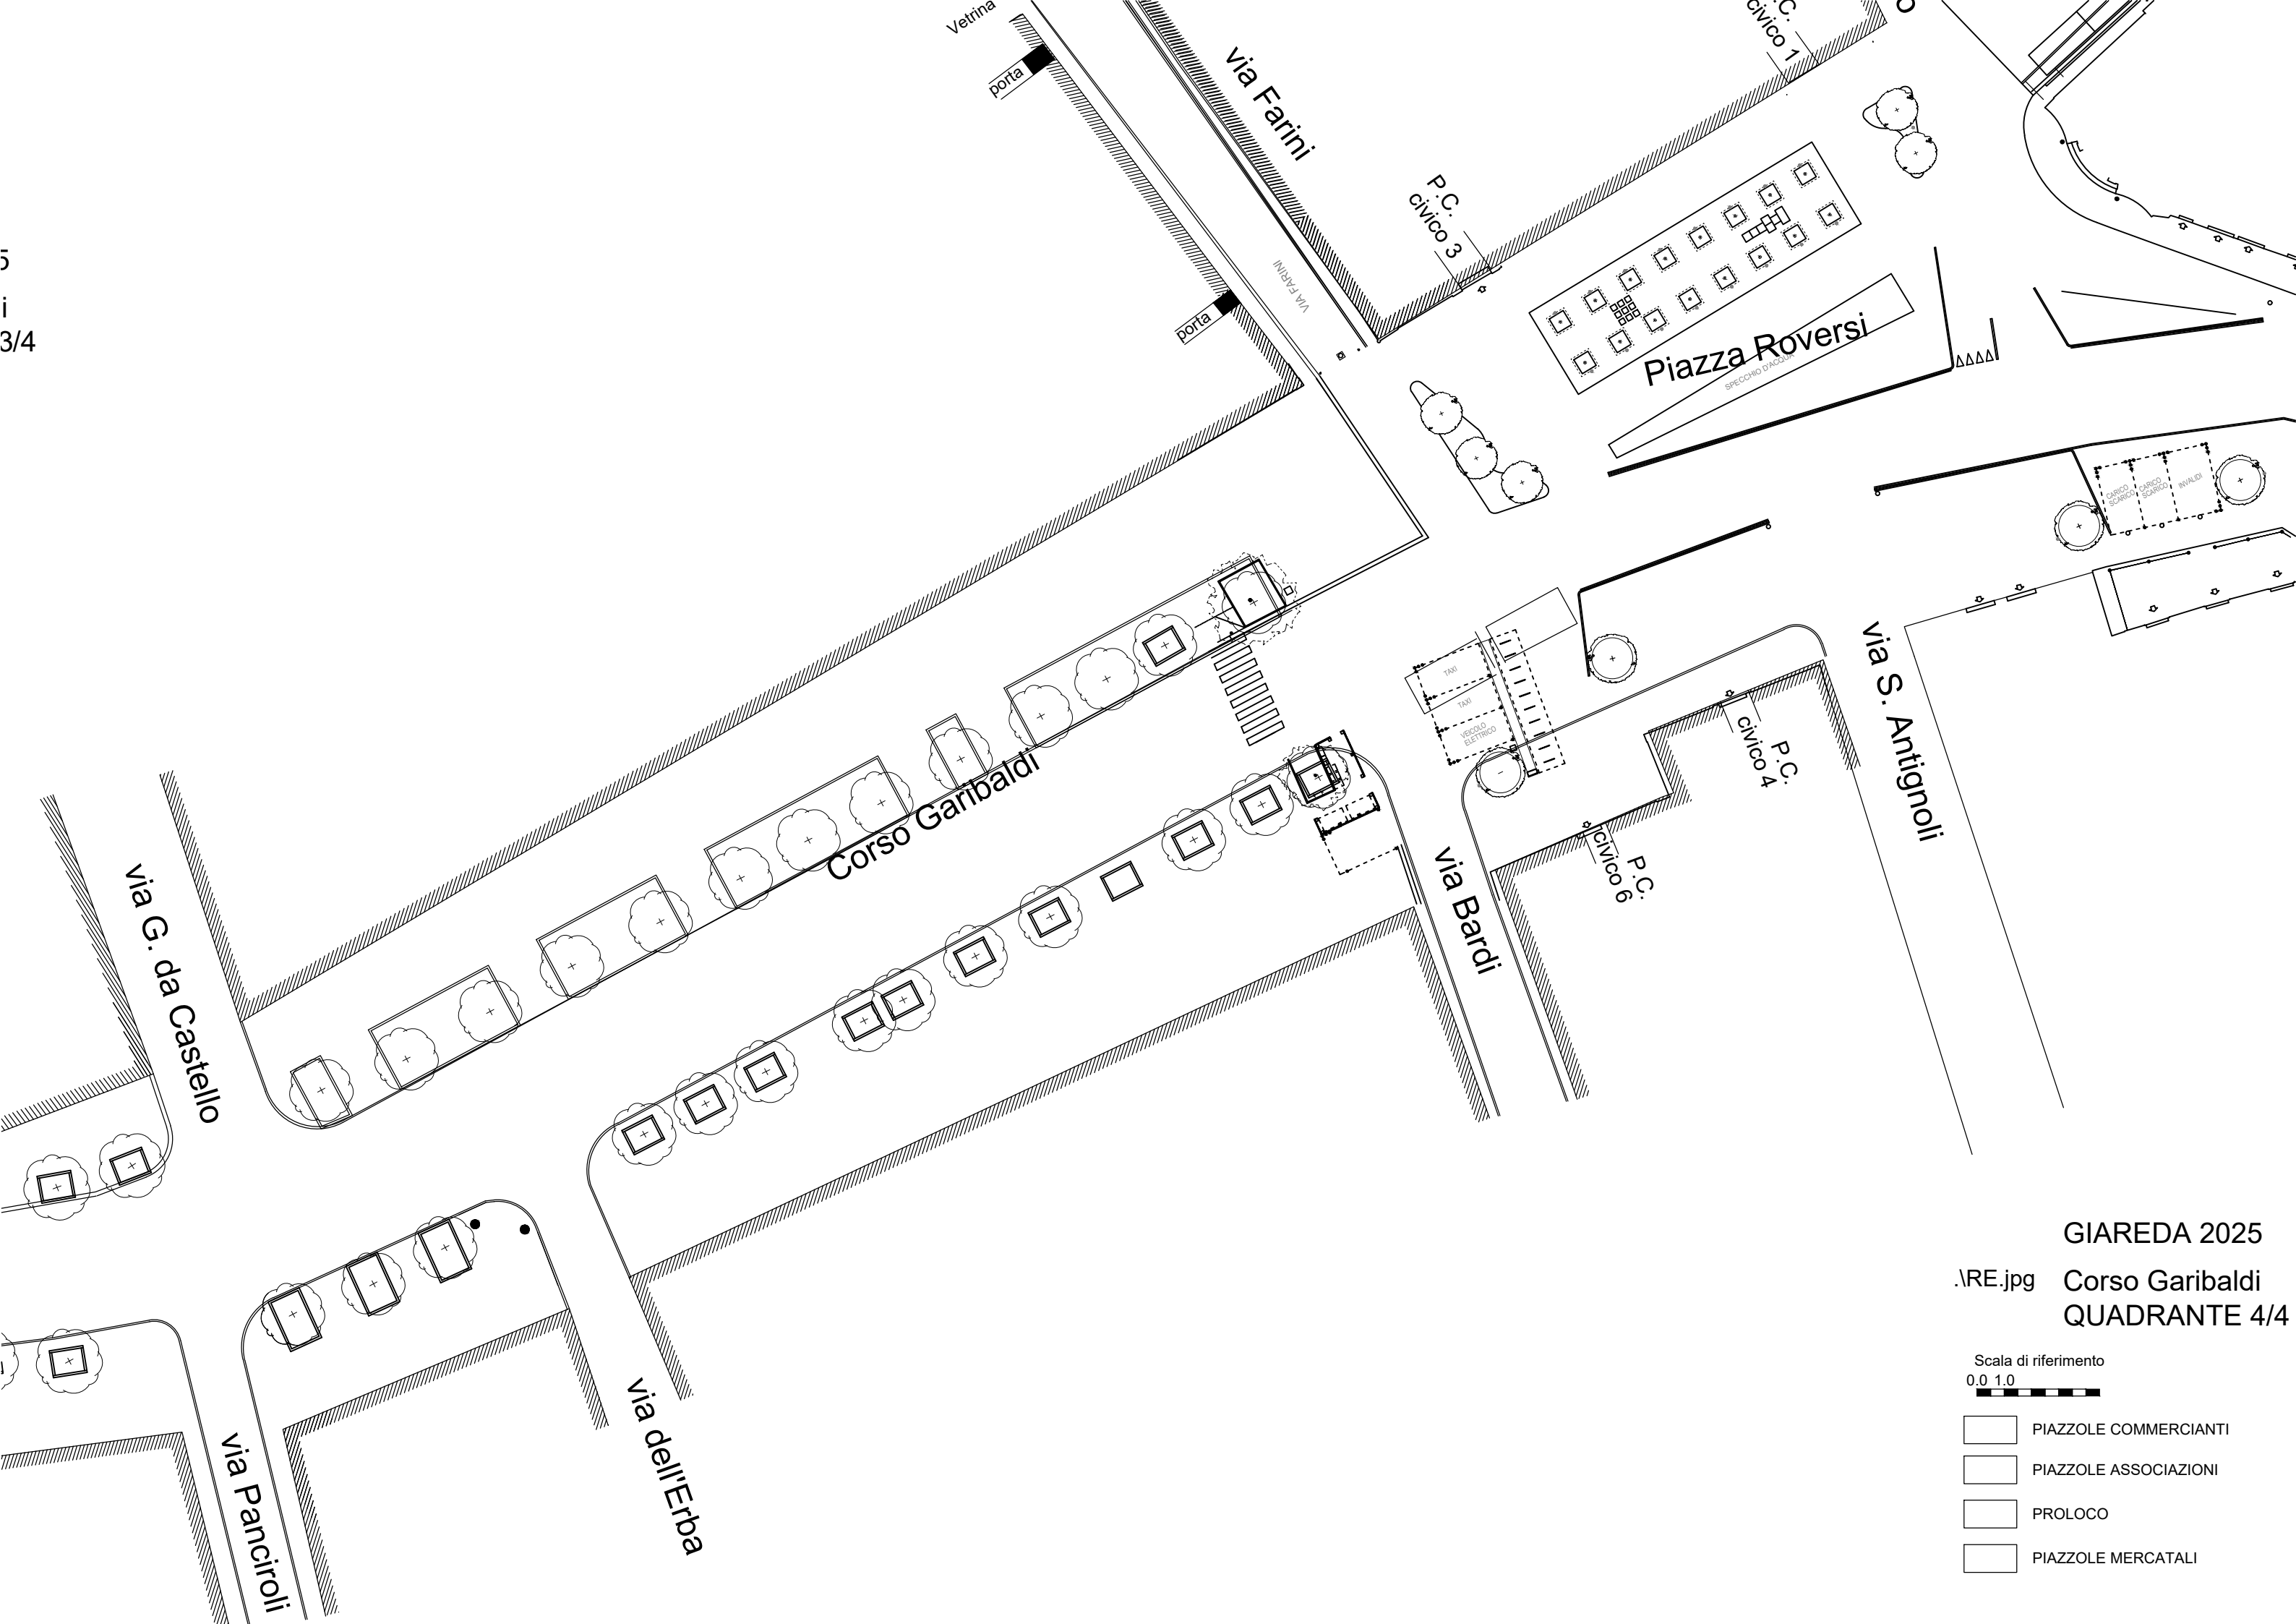 Vetrina
porta
via Farini
P.C.
civico 1
5
i
3/4
P.C.
civico 3
VIA FARINI
porta
Piazza Roversi
SPECCHIO D'ACQUA
CARICO
SCARICO
CARICO
SCARICO
INVALIDI
TAXI
TAXI
VEICOLO
ELETTRICO
via S. Antignoli
P.C.
civico 4
P.C.
civico 6
Corso Garibaldi
via Bardi
via G. da Castello
via dell'Erba
via Panciroli
GIAREDA 2025
.\RE.jpg
Corso Garibaldi
QUADRANTE 4/4
Scala di riferimento
0.0 1.0
PIAZZOLE COMMERCIANTI
PIAZZOLE ASSOCIAZIONI
PROLOCO
PIAZZOLE MERCATALI